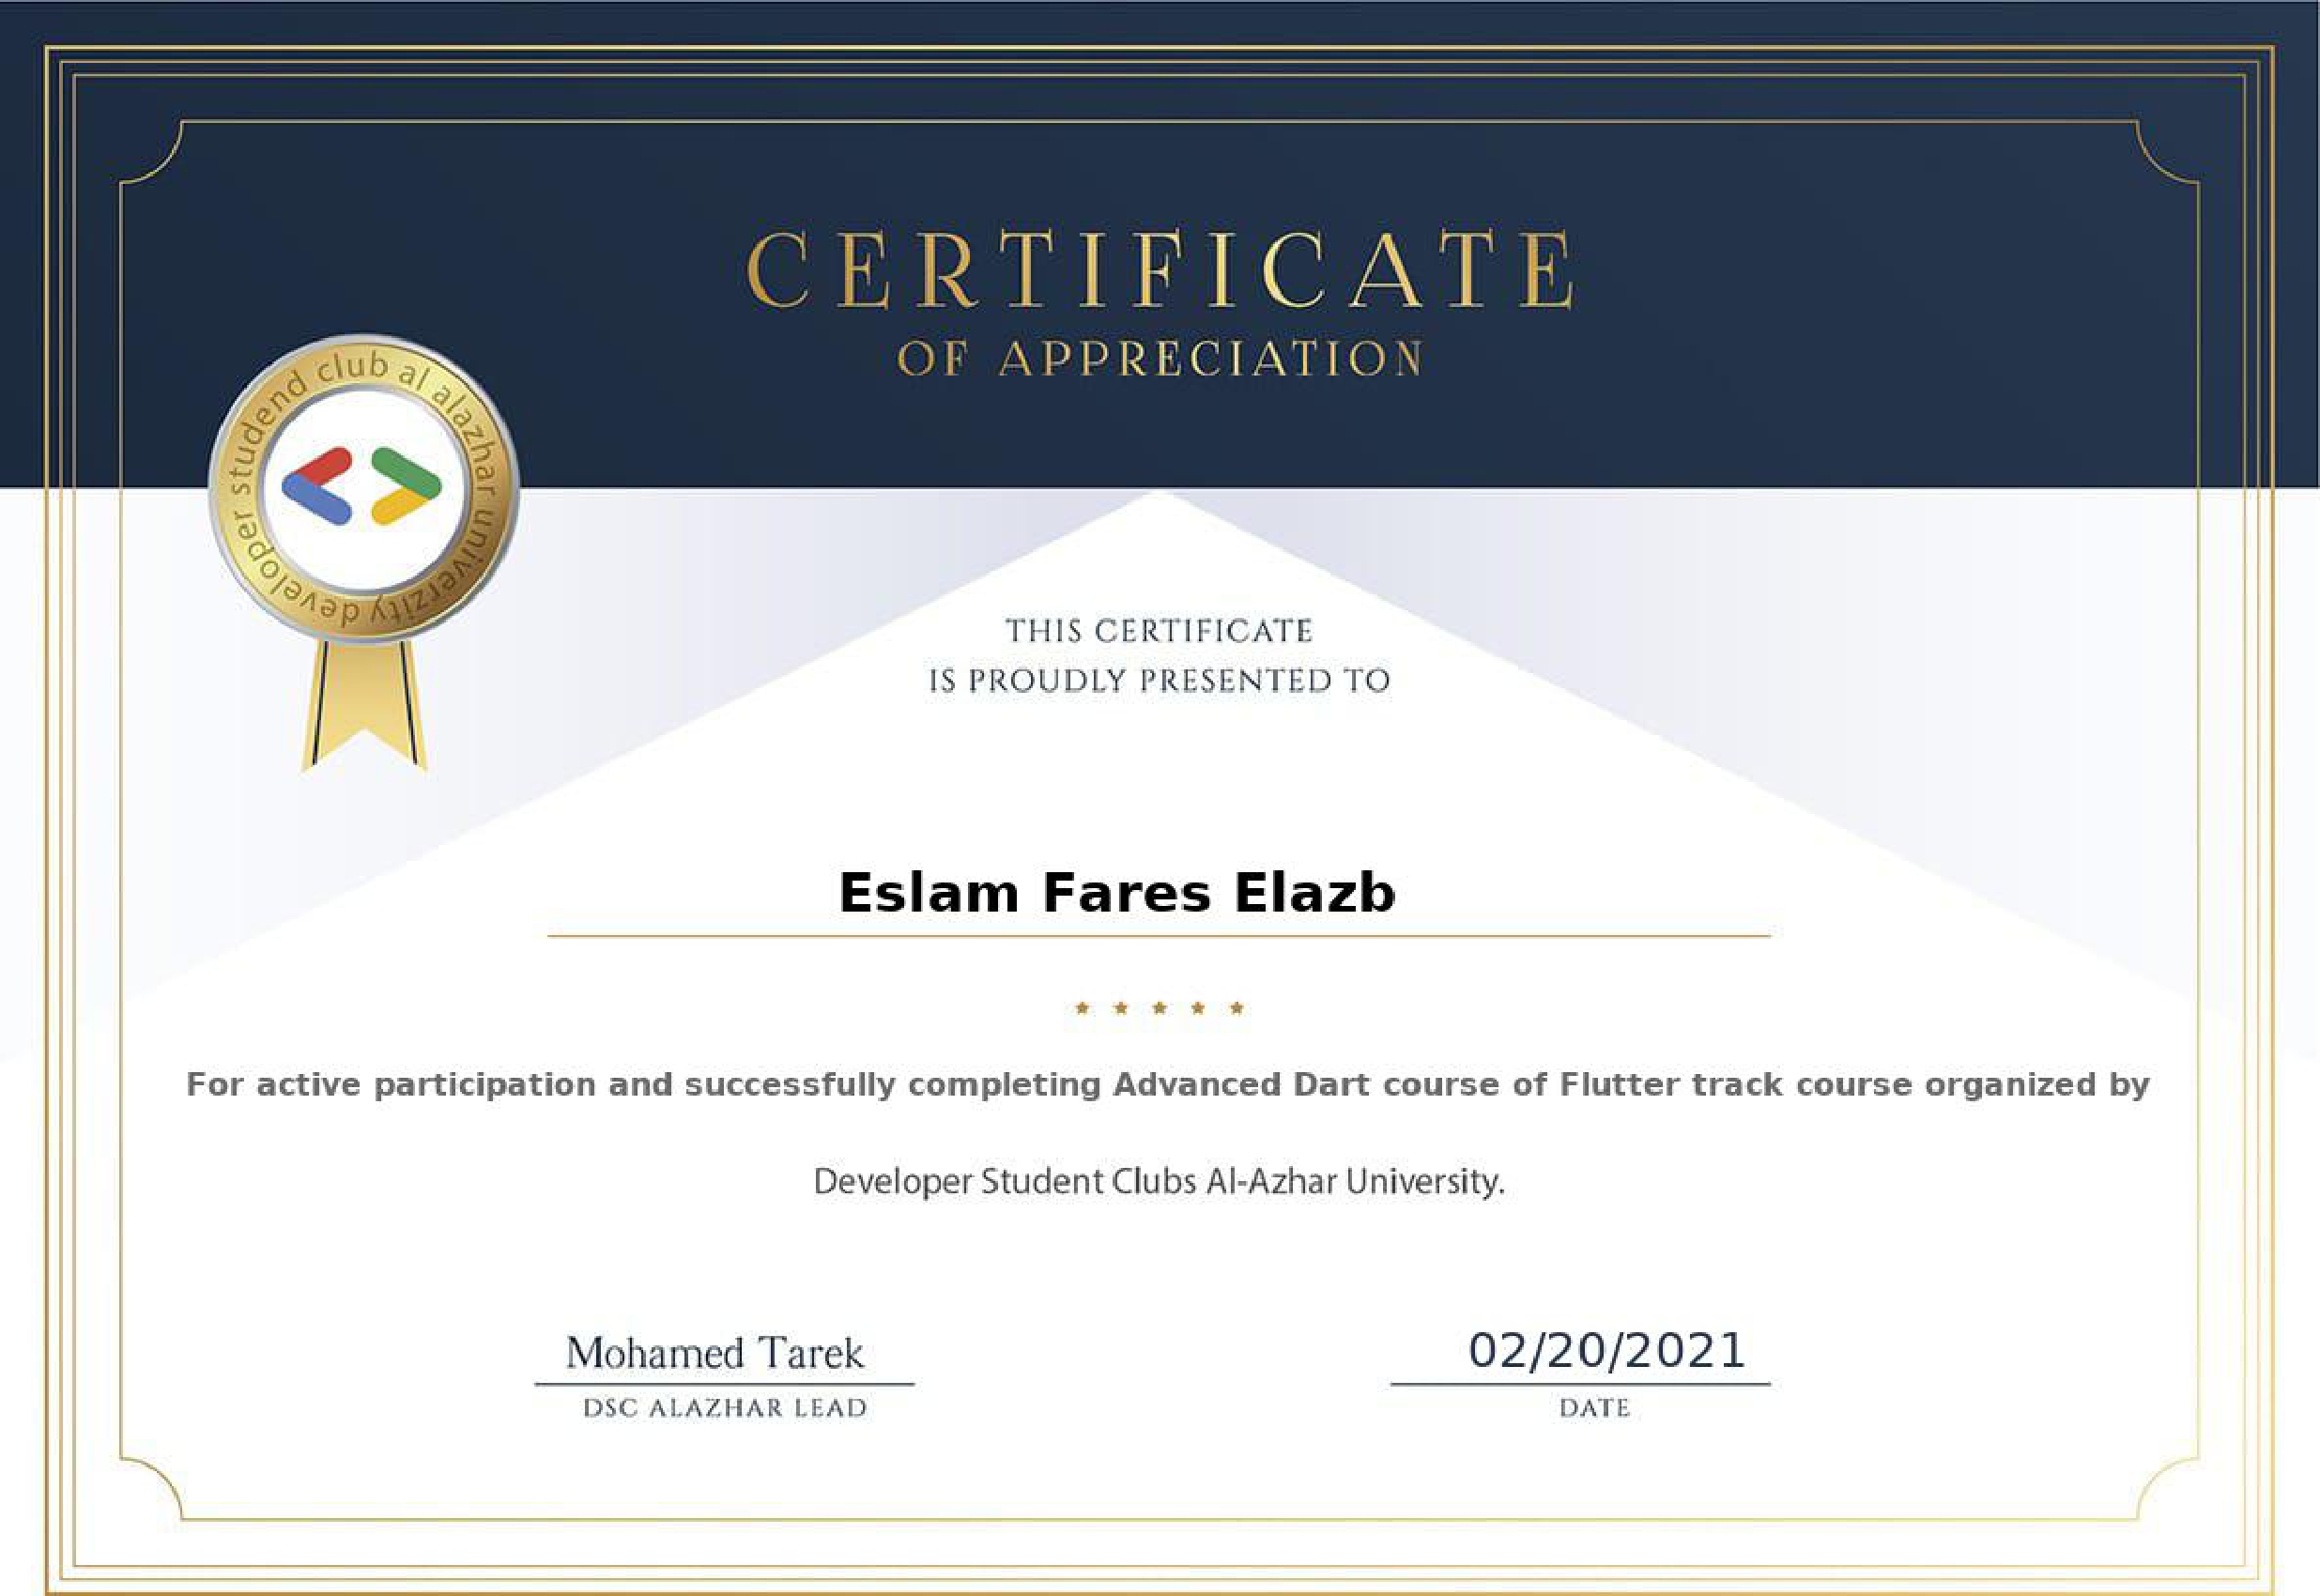 CERTIFICATE
OF APPRECIATION
developer studend club al alazhar univerzity
THIS CERTIFICATE
IS PROUDLY PRESENTED TO
Eslam Fares Elazb
For active participation and successfully completing Advanced Dart course of Flutter track course organized by
Developer Student Clubs Al-Azhar University.
Mohamed Tarek
DSC ALAZHAR LEAD
02/20/2021
DATE